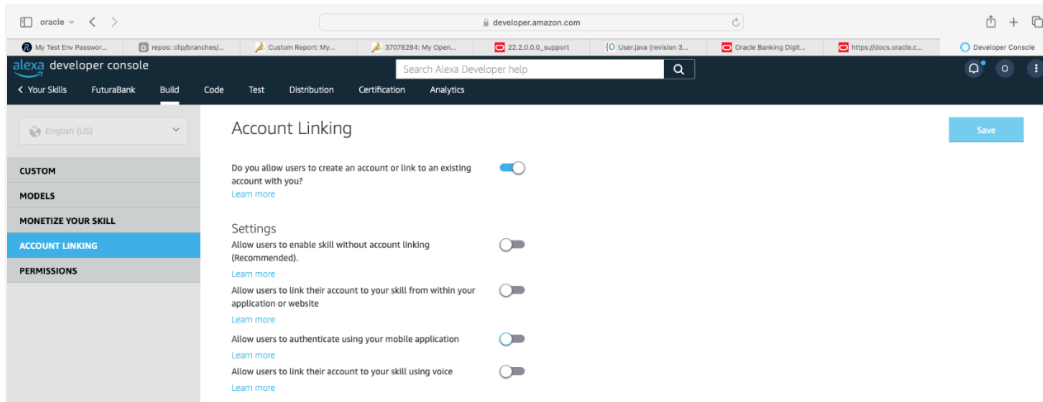 oracle
developer.amazon.com
My Test Env Passwor...
repos: clip/branches/...
Custom Report: My...
37078284: My Open...
22.2.0.0.0_support
User.java (revision 3...
Oracle Banking Digit...
https://docs.oracle.c...
Developer Console
alexa developer console
Search Alexa Developer help
O
Your Skills
FuturaBank
Build
Code
Test
Distribution
Certification
Analytics
English (US)
Account Linking
Save
CUSTOM
MODELS
MONETIZE YOUR SKILL
ACCOUNT LINKING
PERMISSIONS
Do you allow users to create an account or link to an existing
account with you?
Learn more
Settings
Allow users to enable skill without account linking
(Recommended).
Learn more
Allow users to link their account to your skill from within your
application or website
Learn more
Allow users to authenticate using your mobile application
Learn more
Allow users to link their account to your skill using voice
Learn more